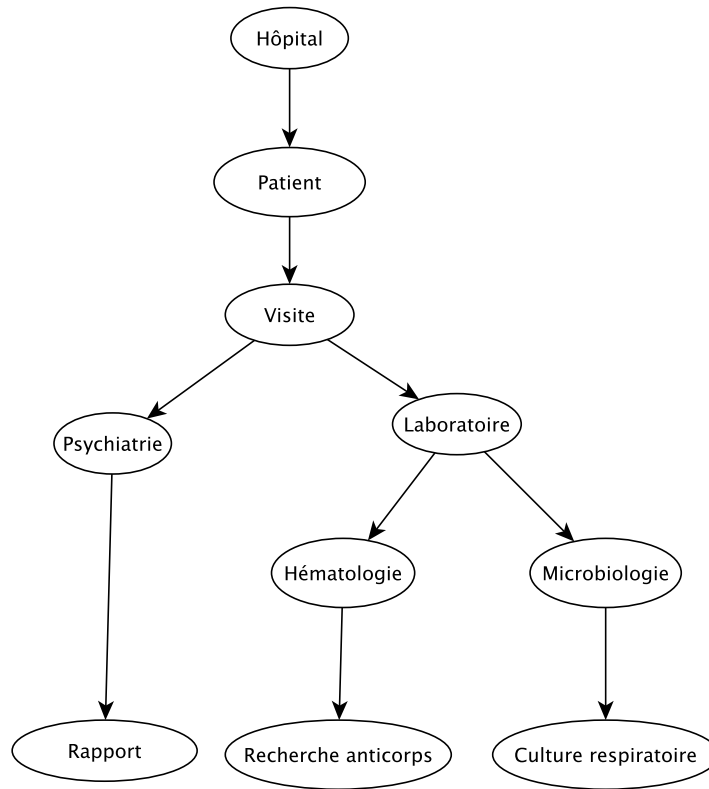 Hôpital
Patient
Visite
Psychiatrie
Laboratoire
Hématologie
Microbiologie
Rapport
Recherche anticorps
Culture respiratoire